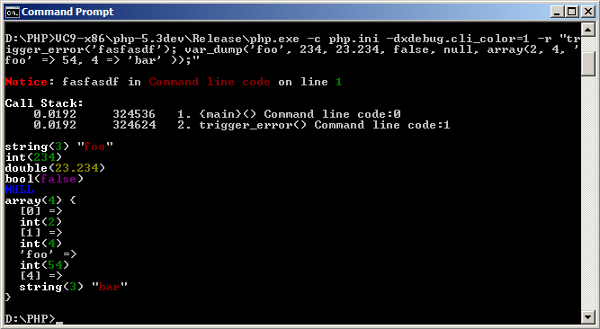 Command Prompt
D:\PHP>VC9-x86\php-5.3dev\Release\php.exe -c php.ini -dxdebug.cli_color=1 -r "tr
igger_error('fasfasdf'); var_dump('foo', 234, 23.234, false, null, array(2, 4, '
foo' => 54, 4 => 'bar' ));"
Notice: fasfasdf in Command line code on line 1
Call Stack:
    0.0192     324536   1. {main}() Command line code:0
    0.0192     324624   2. trigger_error() Command line code:1
string(3) "foo"
int(234)
double(23.234)
bool(false)
NULL
array(4) {
  [0] =>
  int(2)
  [1] =>
  int(4)
  'foo' =>
  int(54)
  [4] =>
  string(3) "bar"
}
D:\PHP>_